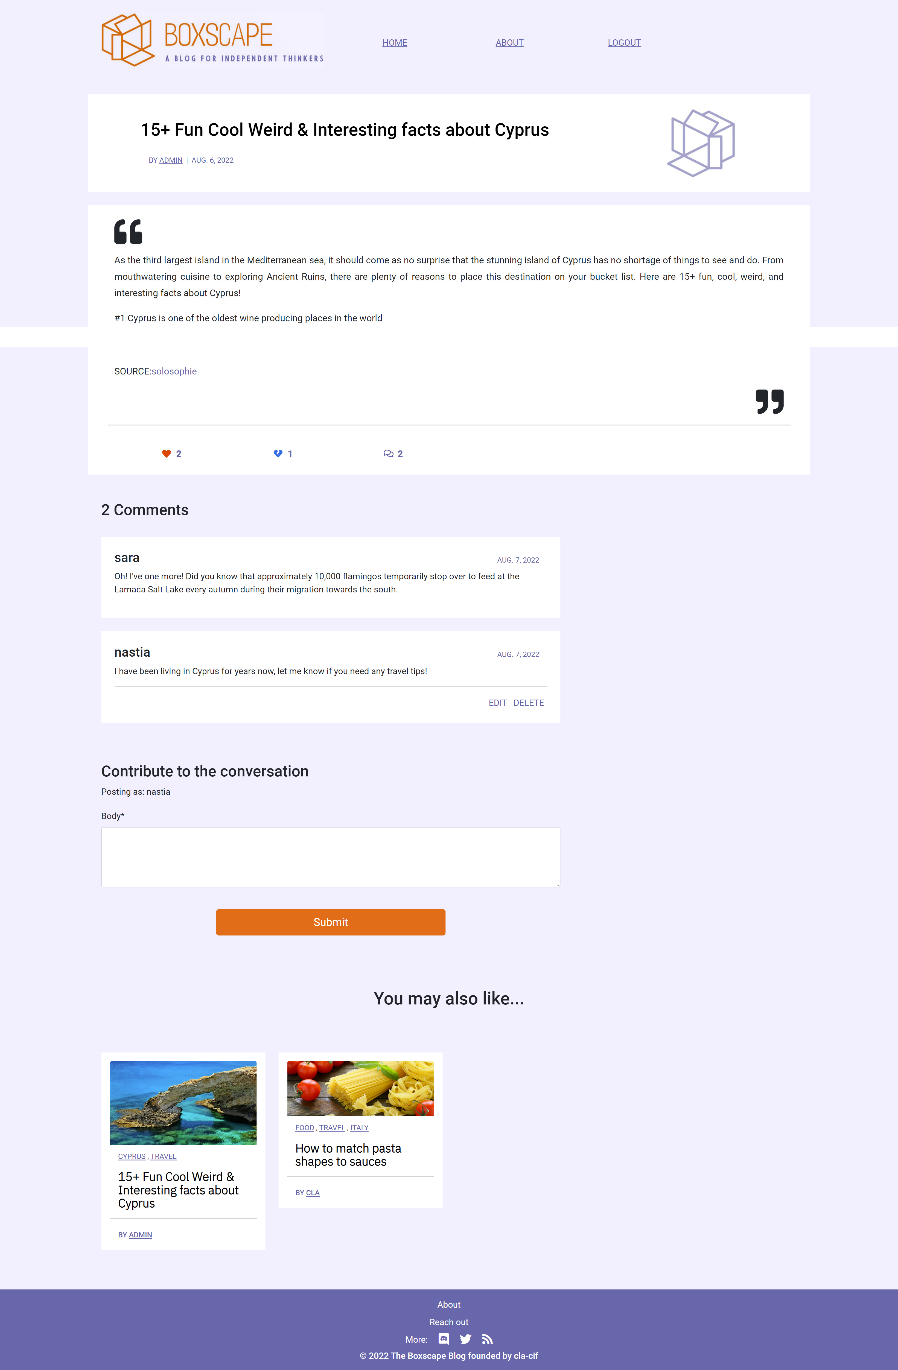 BOXSCAPE
A BLOG FOR INDEPENDENT THINKERS
HOME ABOUT LOGOUT
15+ Fun Cool Weird & Interesting facts about Cyprus
BY ADMIN | AUG. 6, 2022
As the third largest island in the Mediterranean sea, it should come as no surprise that the stunning island of Cyprus has no shortage of things to see and do. From
mouthwatering cuisine to exploring Ancient Ruins, there are plenty of reasons to place this destination on your bucket list. Here are 15+ fun, cool, weird, and
interesting facts about Cyprus!
#1 Cyprus is one of the oldest wine producing places in the world
SOURCE:solosophie
2 1 2
2 Comments
sara AUG. 7, 2022
Oh! I've one more! Did you know that approximately 10,000 flamingos temporarily stop over to feed at the
Larnaca Salt Lake every autumn during their migration towards the south.
nastia AUG. 7, 2022
I have been living in Cyprus for years now, let me know if you need any travel tips!
EDIT DELETE
Contribute to the conversation
Posting as: nastia
Body*
Submit
You may also like...
CYPRUS , TRAVEL
15+ Fun Cool Weird &
Interesting facts about
Cyprus
BY ADMIN
FOOD , TRAVEL , ITALY
How to match pasta
shapes to sauces
BY CLA
About
Reach out
More:
© 2022 The Boxscape Blog founded by cla-cif